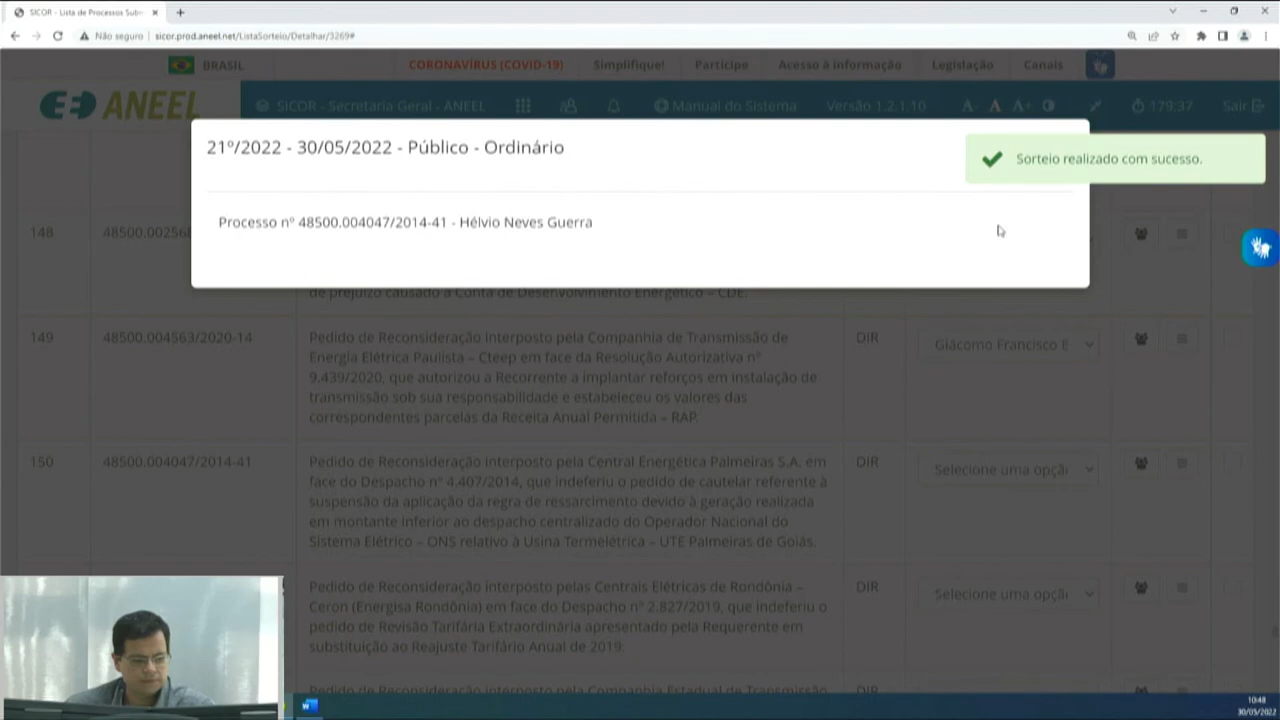 SICOR - Lista de Processos Sub
Não seguro | sicor.prod.aneel.net/ListaSorteio/Detalhar/3269#
BRASIL
CORONAVÍRUS (COVID-19)
Simplifique!
Participe
Acesso à informação
Legislação
Canais
ANEEL
SICOR - Secretaria Geral - ANEEL
Manual do Sistema
Versão 1.2.1.10
A-
A
A+
179:37
Sair
21º/2022 - 30/05/2022 - Público - Ordinário
Sorteio realizado com sucesso.
Processo nº 48500.004047/2014-41 - Hélvio Neves Guerra
148
48500.00256
de prejuízo causado à Conta de Desenvolvimento Energético – CDE.
149
48500.004563/2020-14
Pedido de Reconsideração interposto pela Companhia de Transmissão de
Energia Elétrica Paulista – Cteep em face da Resolução Autorizativa nº
9.439/2020, que autorizou a Recorrente a implantar reforços em instalação de
transmissão sob sua responsabilidade e estabeleceu os valores das
correspondentes parcelas da Receita Anual Permitida – RAP.
DIR
Giácomo Francisco B
150
48500.004047/2014-41
Pedido de Reconsideração interposto pela Central Energética Palmeiras S.A. em
face do Despacho nº 4.407/2014, que indeferiu o pedido de cautelar referente à
suspensão da aplicação da regra de ressarcimento devido à geração realizada
em montante inferior ao despacho centralizado do Operador Nacional do
Sistema Elétrico – ONS relativo à Usina Termelétrica – UTE Palmeiras de Goiás.
DIR
Selecione uma opçã
Pedido de Reconsideração interposto pelas Centrais Elétricas de Rondônia –
Ceron (Energisa Rondônia) em face do Despacho nº 2.827/2019, que indeferiu o
pedido de Revisão Tarifária Extraordinária apresentado pela Requerente em
substituição ao Reajuste Tarifário Anual de 2019.
DIR
Selecione uma opçã
Pedido de Reconsideração interposto pela Companhia Estadual de Transmissão
DIR
10:48
30/05/2022